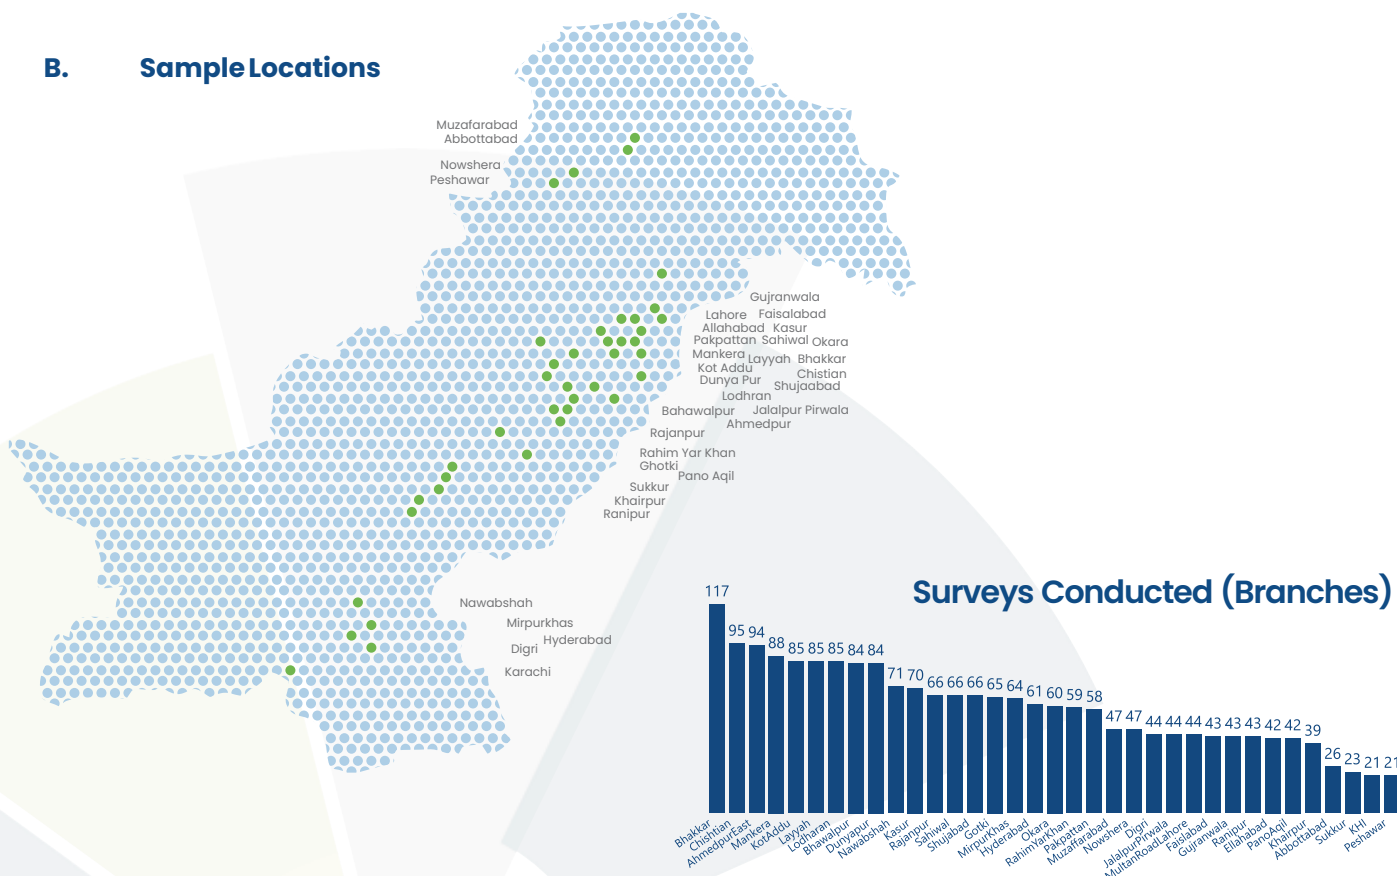 B. Sample Locations
Muzafarabad
Abbottabad
Nowshera
Peshawar
Gujranwala
Lahore Faisalabad
Allahabad Kasur
Pakpattan Sahiwal Okara
Mankera Layyah Bhakkar
Kot Addu Chistian
Dunya Pur Shujaabad
Lodhran
Bahawalpur Jalalpur Pirwala
Ahmedpur
Rajanpur
Rahim Yar Khan
Ghotki
Pano Aqil
Sukkur
Khairpur
Ranipur
Nawabshah
Mirpurkhas
Hyderabad
Digri
Karachi
Surveys Conducted (Branches)
117 95 94 88 85 85 85 84 84 71 70 66 66 66 65 64 61 60 59 58 47 47 44 44 44 43 43 43 42 42 39 26 23 21 21
Bhakkar
Chishtian
AhmedpurEast
Mankera
KotAddu
Layyah
Lodharan
Bhawalpur
Dunyapur
Nawabshah
Kasur
Rajanpur
Sahiwal
Shujabad
Gotki
MirpurKhas
Hyderabad
Okara
RahimYarKhan
Pakpattan
Muzaffarabad
Nowshera
Digri
JalalpurPirwala
MultanRoadLahore
Faislabad
Gujranwala
Ranipur
Ellahabad
PanoAqil
Khairpur
Abbottabad
Sukkur
KHI
Peshawar